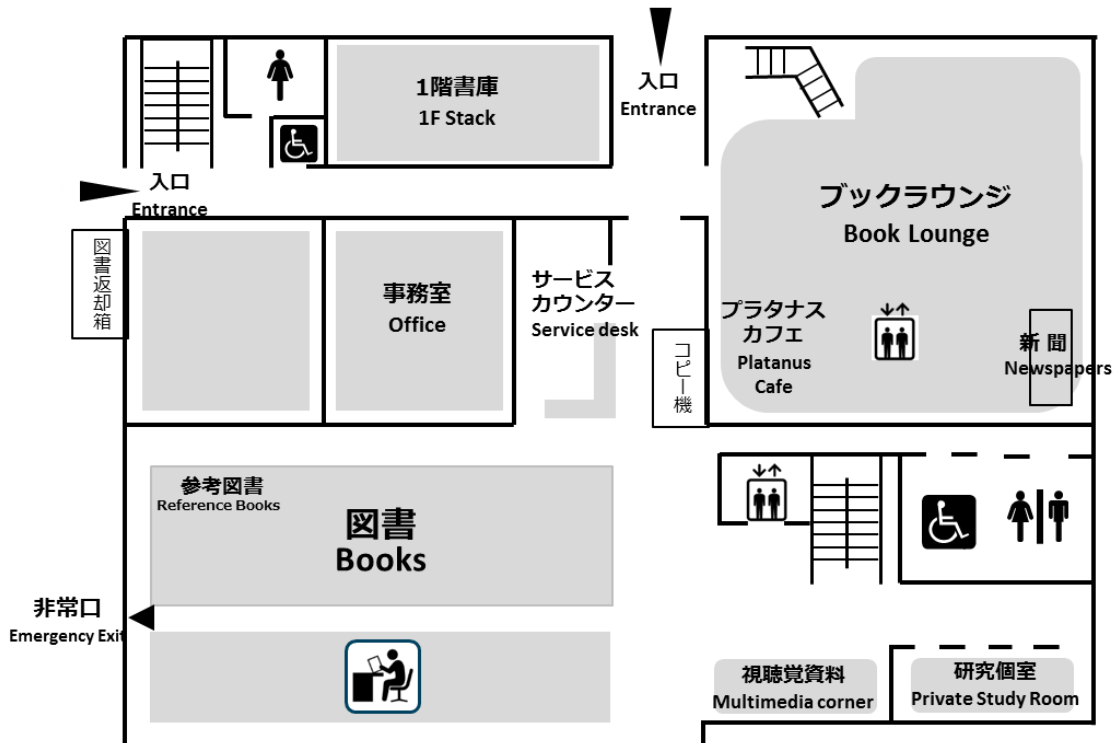 1階書庫
1F Stack
入口
Entrance
入口
Entrance
ブックラウンジ
Book Lounge
図書返却箱
事務室
Office
サービス
カウンター
Service desk
コピー機
プラタナス
カフェ
Platanus
Cafe
新聞
Newspapers
参考図書
Reference Books
図書
Books
非常口
Emergency Exit
視聴覚資料
Multimedia corner
研究個室
Private Study Room